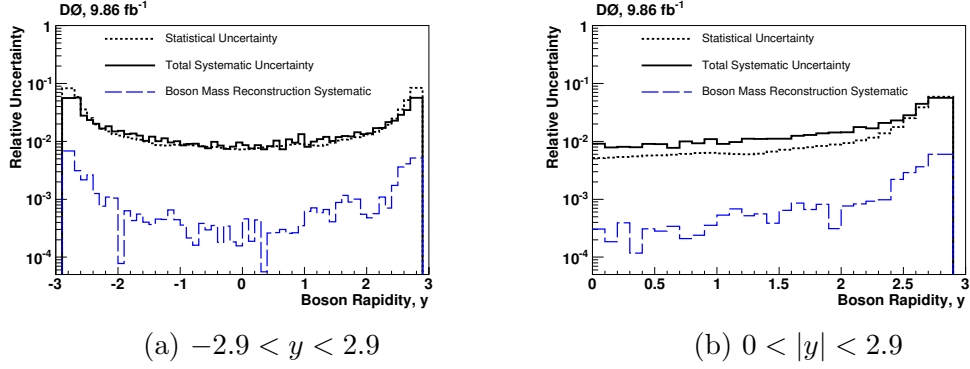 DØ, 9.86 fb⁻¹
Relative Uncertainty
1
10⁻¹
10⁻²
10⁻³
10⁻⁴
Statistical Uncertainty
Total Systematic Uncertainty
Boson Mass Reconstruction Systematic
-3 -2 -1 0 1 2 3
Boson Rapidity, y
(a) −2.9 < y < 2.9
DØ, 9.86 fb⁻¹
Relative Uncertainty
1
10⁻¹
10⁻²
10⁻³
10⁻⁴
Statistical Uncertainty
Total Systematic Uncertainty
Boson Mass Reconstruction Systematic
0 0.5 1 1.5 2 2.5 3
Boson Rapidity, y
(b) 0 < |y| < 2.9